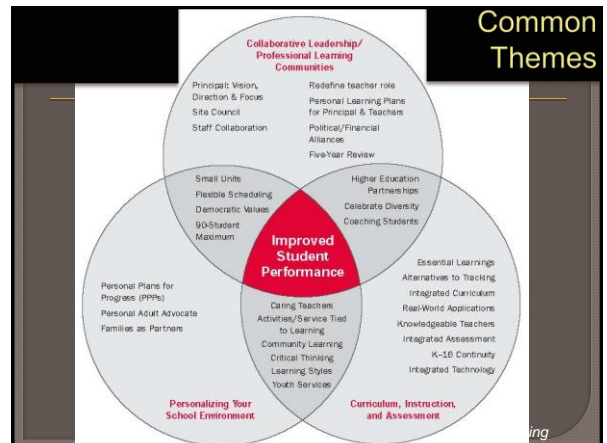 Common
Themes
Collaborative Leadership/
Professional Learning
Communities
Principal: Vision,
Direction & Focus
Site Council
Staff Collaboration
Redefine teacher role
Personal Learning Plans
for Principal & Teachers
Political/Financial
Alliances
Five-Year Review
Small Units
Flexible Scheduling
Democratic Values
90-Student
Maximum
Higher Education
Partnerships
Celebrate Diversity
Coaching Students
Improved
Student
Performance
Personal Plans for
Progress (PPPs)
Personal Adult Advocate
Families as Partners
Caring Teachers
Activities/Service Tied
to Learning
Community Learning
Critical Thinking
Learning Styles
Youth Services
Essential Learnings
Alternatives to Tracking
Integrated Curriculum
Real-World Applications
Knowledgeable Teachers
Integrated Assessment
K–16 Continuity
Integrated Technology
Personalizing Your
School Environment
Curriculum, Instruction,
and Assessment
ing